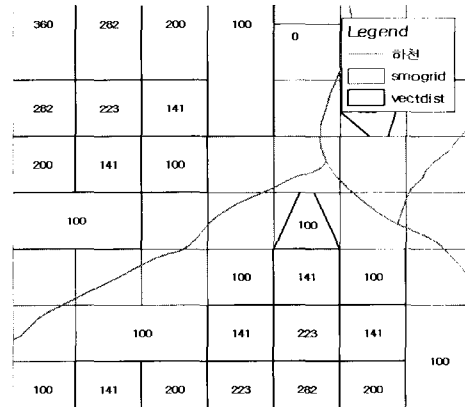 360 282 200 100 0
Legend
하천
smogrid
vectdist
282 223 141
200 141 100
100 100
100 141 100
100 141 223 141
100
100 141 200 223 282 200